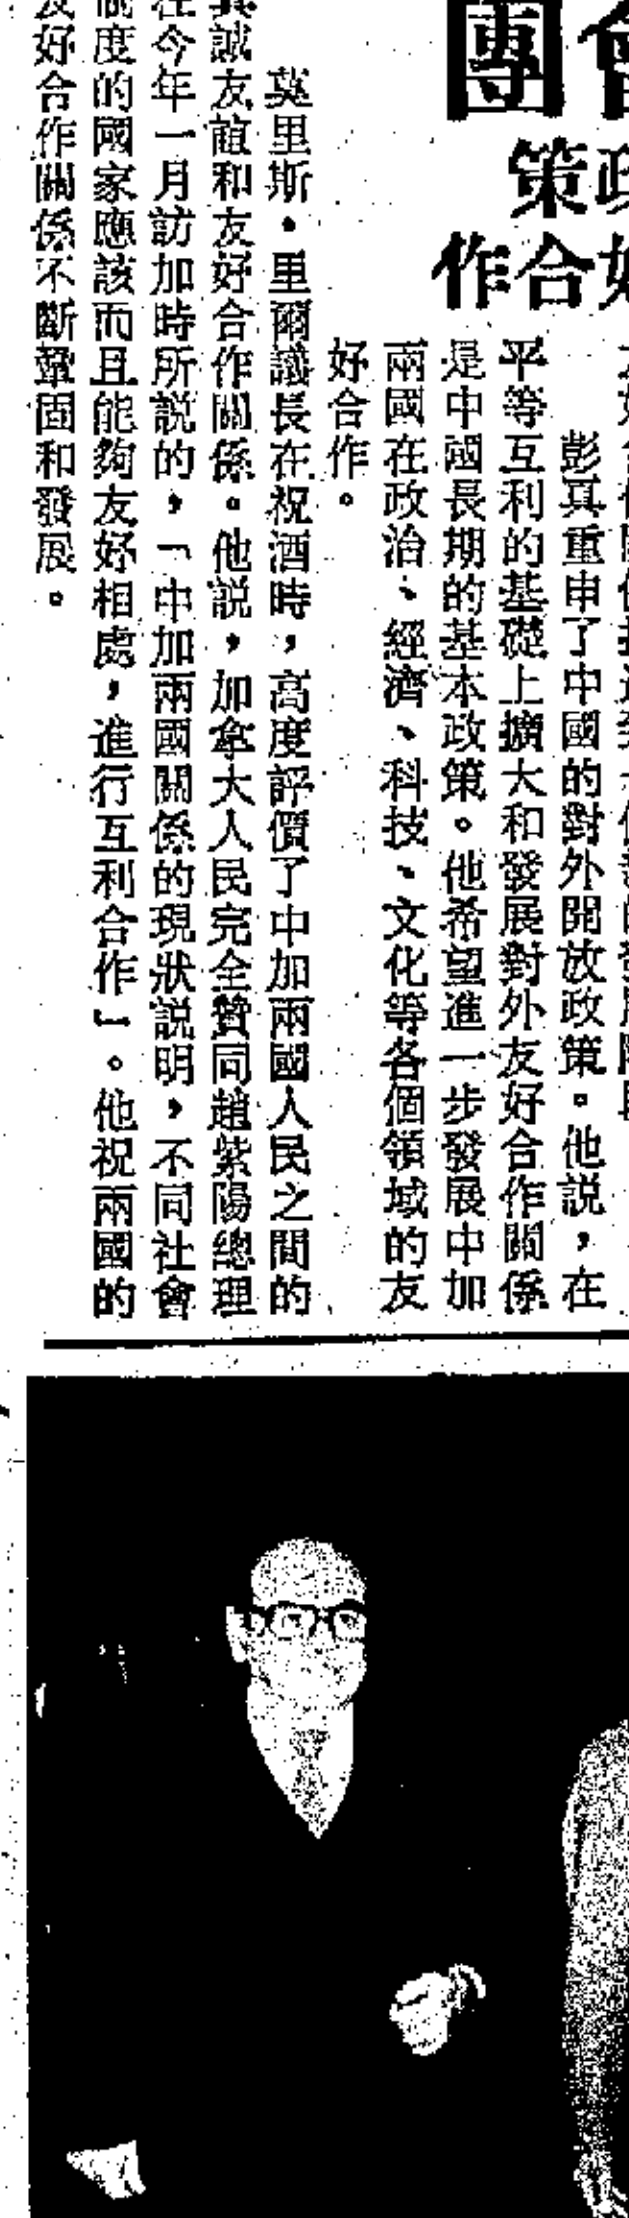 團會
策政
作合好
彭真重申了中國的對外開放政策。他説，在
平等互利的基礎上擴大和發展對外友好合作關係
是中國長期的基本政策。他希望進一步發展中加
兩國在政治、經濟、科技、文化等各個領域的友
好合作。
莫里斯·里爾議長在祝酒時，高度評價了中加兩國人民之間的
真誠友誼和友好合作關係。他説，加拿大人民完全贊同趙紫陽總理
在今年一月訪加時所説的，「中加兩國關係的現狀説明，不同社會
制度的國家應該而且能夠友好相處，進行互利合作」。他祝兩國的
友好合作關係不斷鞏固和發展。